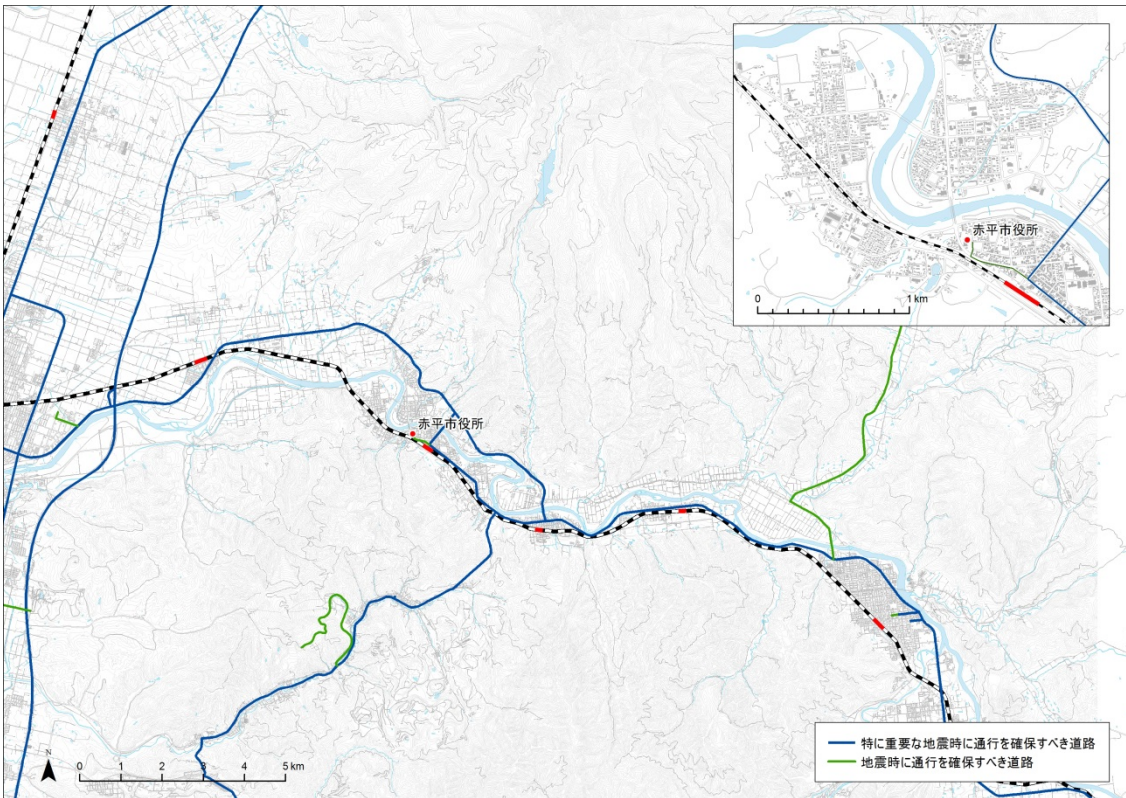 赤平市役所
0
1 km
赤平市役所
N
0 1 2 3 4 5 km
特に重要な地震時に通行を確保すべき道路
地震時に通行を確保すべき道路